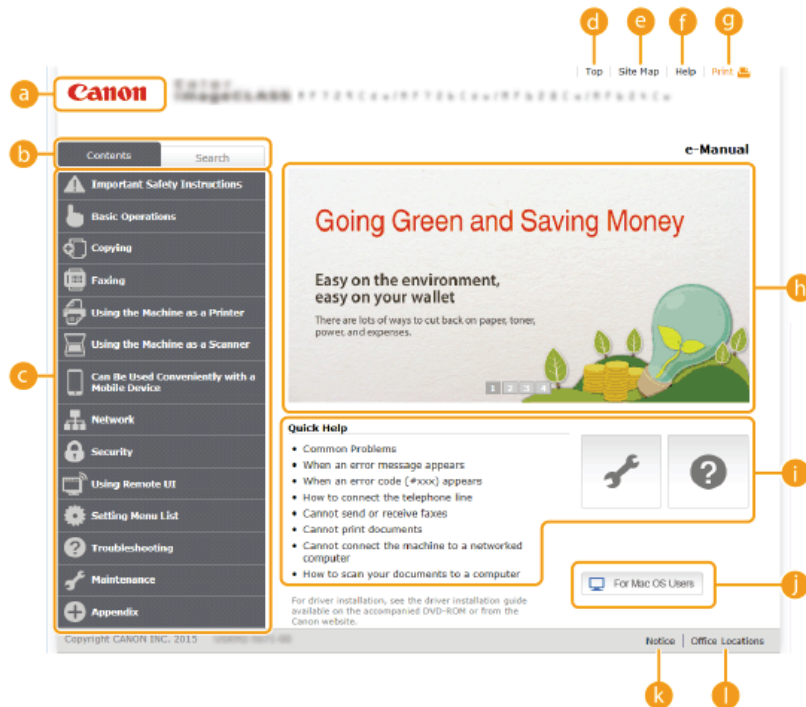 d e f g
Top | Site Map | Help | Print
a Canon
b Contents Search
e-Manual
Important Safety Instructions
Basic Operations
Copying
Faxing
Using the Machine as a Printer
Using the Machine as a Scanner
c
Can Be Used Conveniently with a
Mobile Device
Network
Security
Using Remote UI
Setting Menu List
Troubleshooting
Maintenance
Appendix
Going Green and Saving Money
Easy on the environment,
easy on your wallet
h
There are lots of ways to cut back on paper, toner,
power, and expenses.
1 2 3 4
Quick Help
• Common Problems
• When an error message appears
• When an error code (#xxx) appears
• How to connect the telephone line
• Cannot send or receive faxes
• Cannot print documents
• Cannot connect the machine to a networked
computer
• How to scan your documents to a computer
?
i
For Mac OS Users j
For driver installation, see the driver installation guide
available on the accompanied DVD-ROM or from the
Canon website.
Copyright CANON INC. 2015
Notice | Office Locations
k l